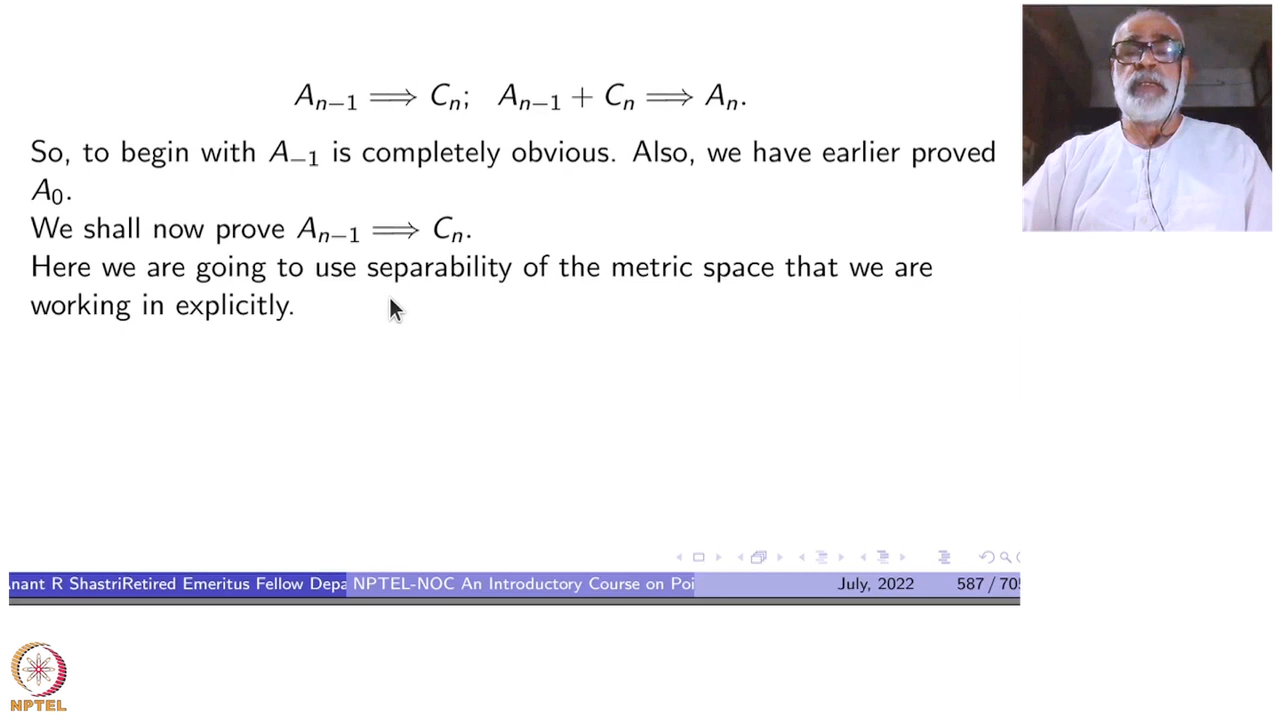 A_{n−1} ⟹ C_n;   A_{n−1} + C_n ⟹ A_n.
So, to begin with A_{−1} is completely obvious. Also, we have earlier proved
A_0.
We shall now prove A_{n−1} ⟹ C_n.
Here we are going to use separability of the metric space that we are
working in explicitly.
nant R ShastriRetired Emeritus Fellow Depa NPTEL-NOC An Introductory Course on Poi July, 2022 587 / 705
NPTEL